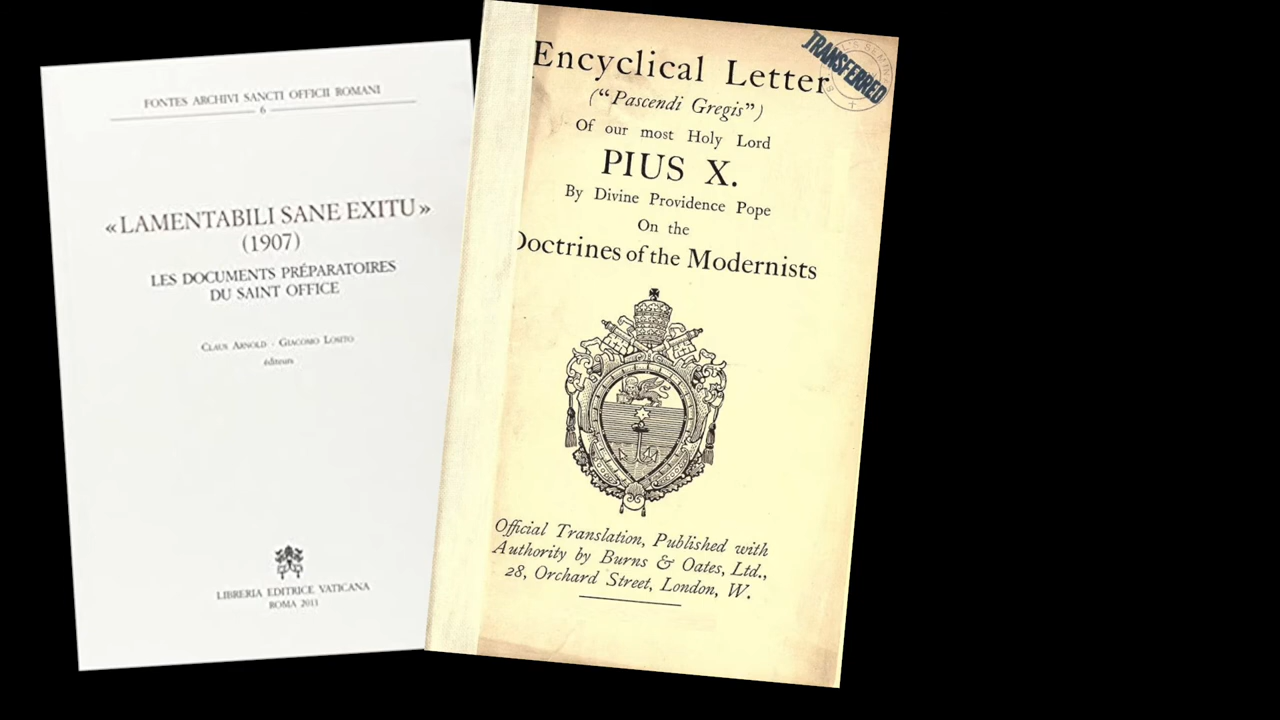 FONTES ARCHIVI SANCTI OFFICII ROMANI
6
«LAMENTABILI SANE EXITU»
(1907)
LES DOCUMENTS PRÉPARATOIRES
DU SAINT OFFICE
CLAUS ARNOLD - GIACOMO LOSITO
éditeurs
LIBRERIA EDITRICE VATICANA
ROMA 2011
TRANSFERRED
Encyclical Letter
(“Pascendi Gregis”)
Of our most Holy Lord
PIUS X.
By Divine Providence Pope
On the
Doctrines of the Modernists
Official Translation, Published with
Authority by Burns & Oates, Ltd.,
28, Orchard Street, London, W.